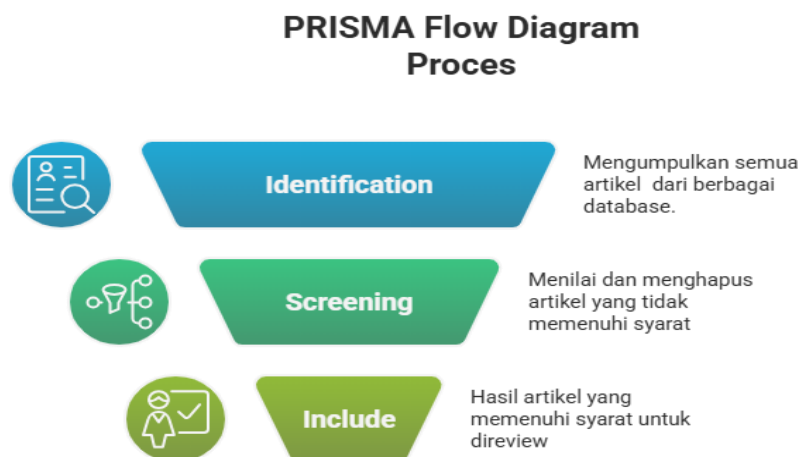 PRISMA Flow Diagram
Proces
Identification
Mengumpulkan semua
artikel dari berbagai
database.
Screening
Menilai dan menghapus
artikel yang tidak
memenuhi syarat
Include
Hasil artikel yang
memenuhi syarat untuk
direview